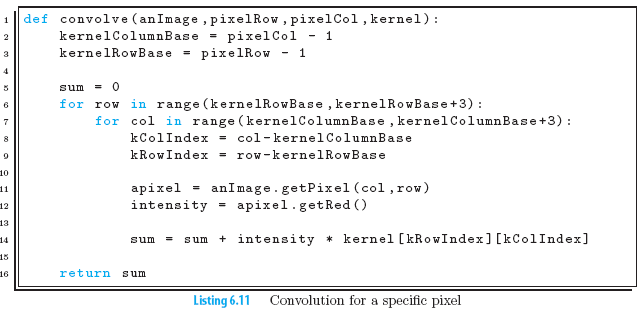 1 def convolve(anImage,pixelRow,pixelCol,kernel):
2     kernelColumnBase = pixelCol - 1
3     kernelRowBase = pixelRow - 1
4
5     sum = 0
6     for row in range(kernelRowBase,kernelRowBase+3):
7         for col in range(kernelColumnBase,kernelColumnBase+3):
8             kColIndex = col-kernelColumnBase
9             kRowIndex = row-kernelRowBase
10
11             apixel = anImage.getPixel(col,row)
12             intensity = apixel.getRed()
13
14             sum = sum + intensity * kernel[kRowIndex][kColIndex]
15
16     return sum
Listing 6.11 Convolution for a specific pixel